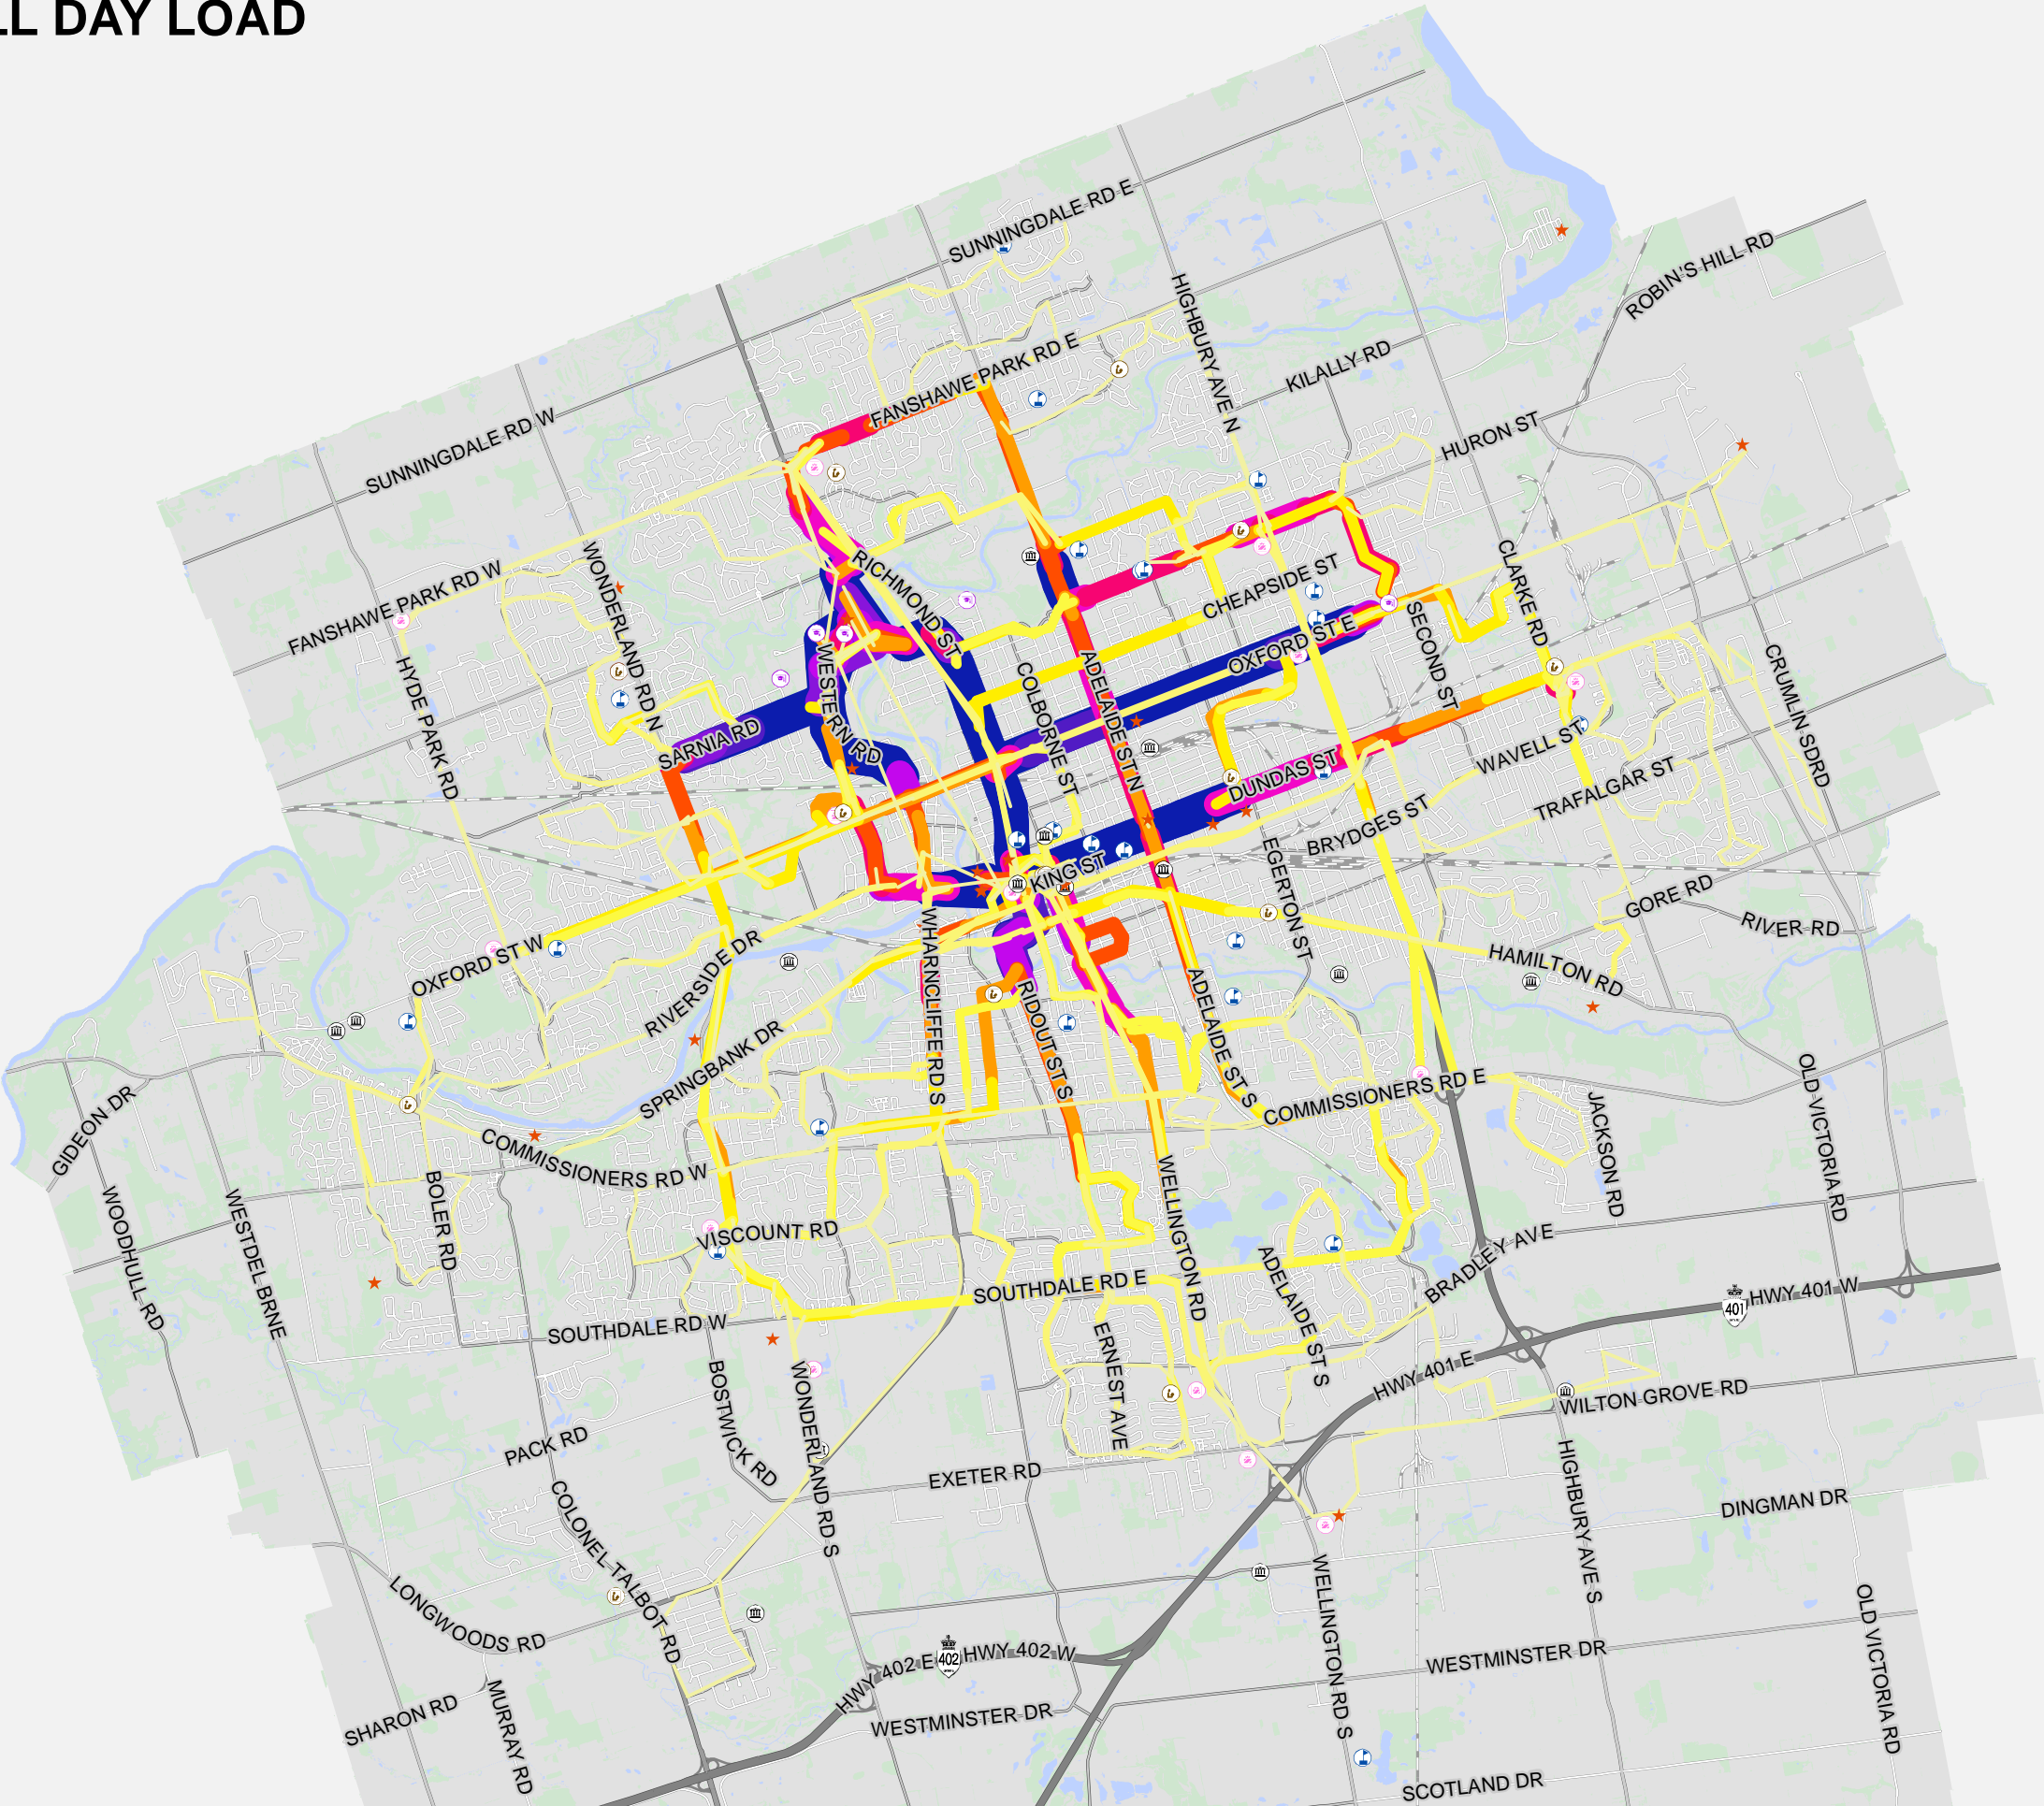 LL DAY LOAD
SUNNINGDALE RD E
ROBIN'S HILL RD
HIGHBURY AVE N
FANSHAWE PARK RD E
KILALLY RD
SUNNINGDALE RD W
HURON ST
WONDERLAND RD N
FANSHAWE PARK RD W
RICHMOND ST
CHEAPSIDE ST
CLARKE RD
OXFORD ST E
SECOND ST
HYDE PARK RD
WESTERN RD
COLBORNE ST
ADELAIDE ST N
CRUMLIN SDRD
SARNIA RD
WAVELL ST
DUNDAS ST
TRAFALGAR ST
BRYDGES ST
KING ST
EGERTON ST
GORE RD
RIVER RD
WHARNCLIFFE RD S
OXFORD ST W
RIVERSIDE DR
HAMILTON RD
ADELAIDE ST S
RIDOUT ST S
SPRINGBANK DR
GIDEON DR
COMMISSIONERS RD E
OLD VICTORIA RD
JACKSON RD
COMMISSIONERS RD W
BOLER RD
WOODHULL RD
WESTDEL BRNE
WELLINGTON RD
VISCOUNT RD
BRADLEY AVE
ADELAIDE ST S
SOUTHDALE RD E
HWY 401 W
401
SOUTHDALE RD W
ERNEST AVE
HWY 401 E
BOSTWICK RD
WONDERLAND RD S
WILTON GROVE RD
PACK RD
EXETER RD
HIGHBURY AVE S
DINGMAN DR
COLONEL TALBOT RD
LONGWOODS RD
WELLINGTON RD S
OLD VICTORIA RD
HWY 402 E
402
HWY 402 W
WESTMINSTER DR
SHARON RD
MURRAY RD
WESTMINSTER DR
SCOTLAND DR